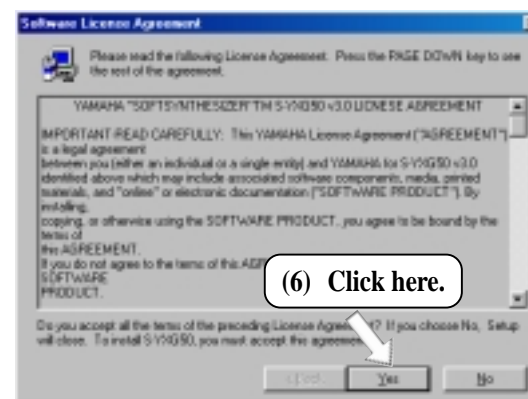 Software License Agreement
Please read the following License Agreement. Press the PAGE DOWN key to see
the rest of the agreement.
YAMAHA "SOFTSYNTHESIZER"TM S-YXG50 v3.0 LICNESE ABREEMENT
IMPORTANT-READ CAREFULLY: This YAMAHA License Agreement ("AGREEMENT")
is a legal agreement
between you (either an individual or a single entity) and YAMAHA for S-YXG50 v3.0
identified above which may include associated software components, media, printed
materials, and "online" or electronic documentation ("SOFTWARE PRODUCT"). By
installing,
copying, or otherwise using the SOFTWARE PRODUCT, you agree to be bound by the
terms of
the AGREEMENT.
If you do not agree to the terms of this
SOFTWARE
PRODUCT.
(6) Click here.
Do you accept all the terms of the preceding License Agreement? If you choose No, Setup
will close. To install S-YXG50, you must accept this agreement.
< Back
Yes
No